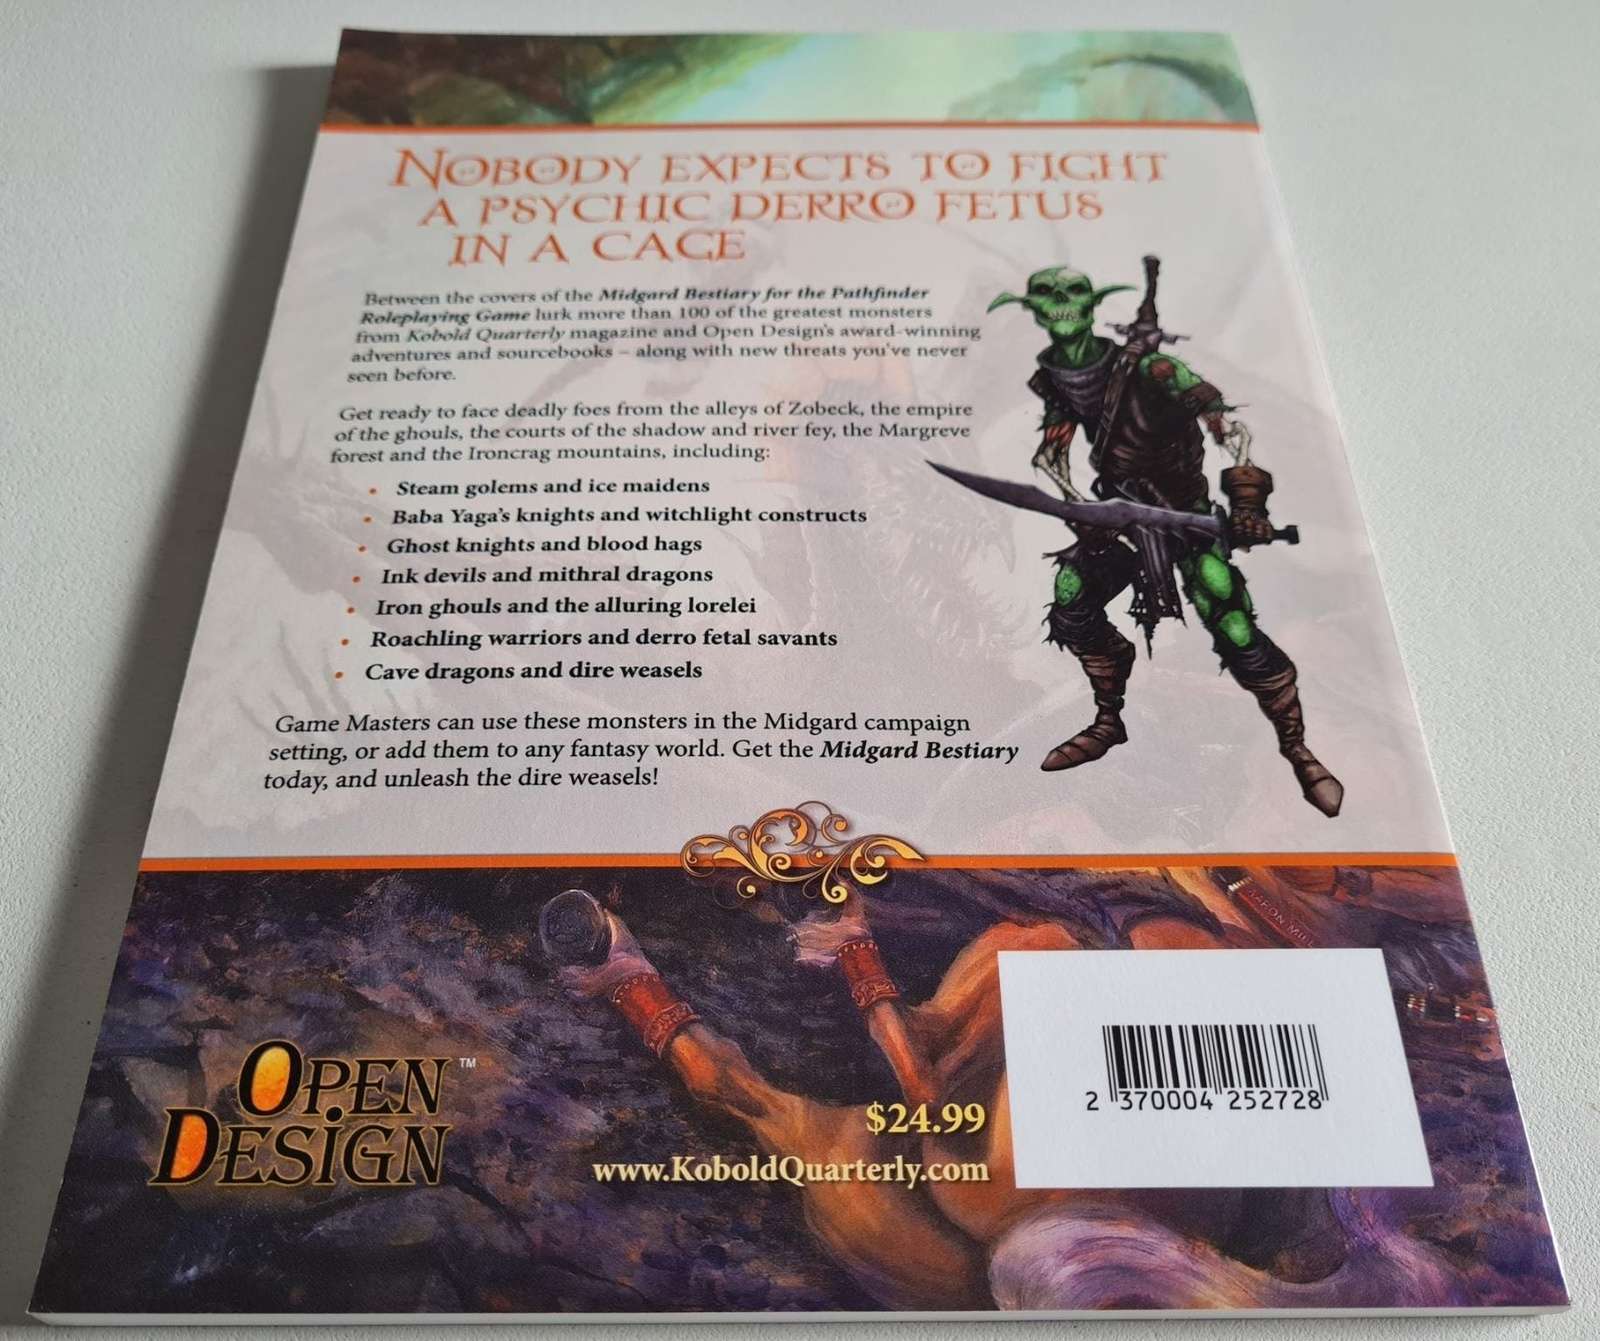 NOBODY EXPECTS TO FIGHT
A PSYCHIC DERRO FETUS
IN A CAGE
Between the covers of the Midgard Bestiary for the Pathfinder
Roleplaying Game lurk more than 100 of the greatest monsters
from Kobold Quarterly magazine and Open Design's award-winning
adventures and sourcebooks – along with new threats you've never
seen before.
Get ready to face deadly foes from the alleys of Zobeck, the empire
of the ghouls, the courts of the shadow and river fey, the Margreve
forest and the Ironcrag mountains, including:
• Steam golems and ice maidens
• Baba Yaga's knights and witchlight constructs
• Ghost knights and blood hags
• Ink devils and mithral dragons
• Iron ghouls and the alluring lorelei
• Roachling warriors and derro fetal savants
• Cave dragons and dire weasels
Game Masters can use these monsters in the Midgard campaign
setting, or add them to any fantasy world. Get the Midgard Bestiary
today, and unleash the dire weasels!
OPEN ™
DESIGN
$24.99
www.KoboldQuarterly.com
2 370004 252728